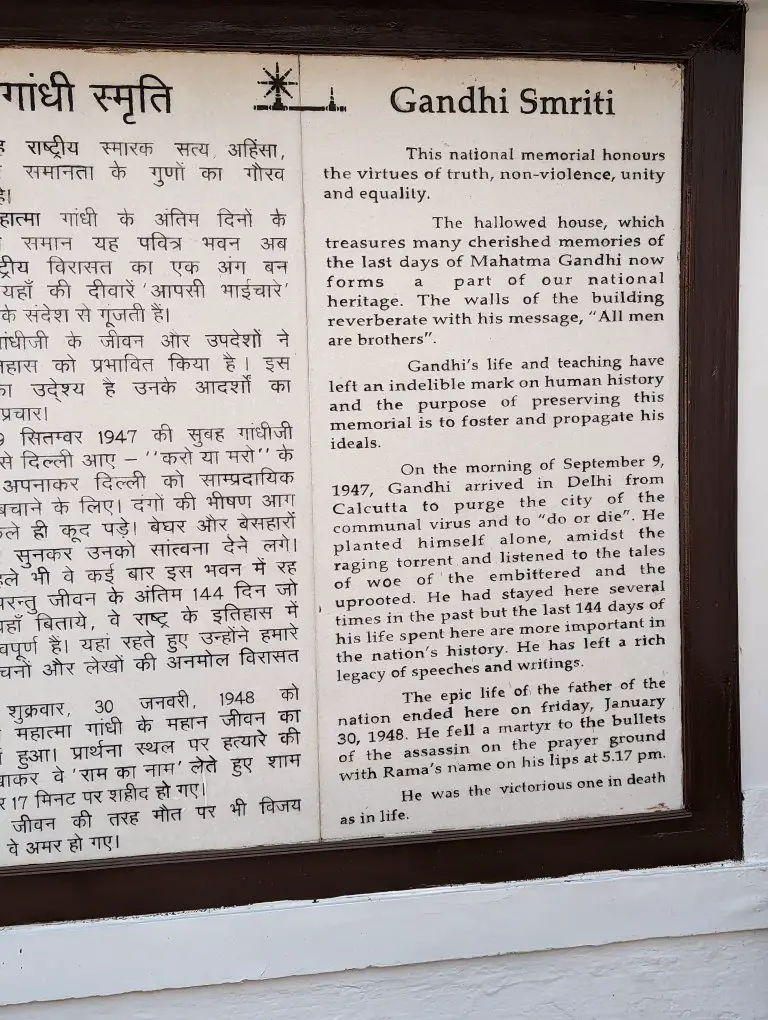 गांधी स्मृति
राष्ट्रीय स्मारक सत्य, अहिंसा,
समानता के गुणों का गौरव
है।
महात्मा गांधी के अंतिम दिनों के
समान यह पवित्र भवन अब
राष्ट्रीय विरासत का एक अंग बन
यहाँ की दीवारें 'आपसी भाईचारे'
के संदेश से गूंजती हैं।
गांधीजी के जीवन और उपदेशों ने
इतिहास को प्रभावित किया है। इस
का उद्देश्य है उनके आदर्शों का
प्रचार।
9 सितम्बर 1947 की सुबह गांधीजी
से दिल्ली आए – ''करो या मरो'' के
अपनाकर दिल्ली को साम्प्रदायिक
बचाने के लिए। दंगों की भीषण आग
ही कूद पड़े। बेघर और बेसहारों
सुनकर उनको सांत्वना देने लगे।
भी वे कई बार इस भवन में रह
परन्तु जीवन के अंतिम 144 दिन जो
यहाँ बिताये, वे राष्ट्र के इतिहास में
हैं। यहां रहते हुए उन्होंने हमारे
और लेखों की अनमोल विरासत
शुक्रवार, 30 जनवरी, 1948 को
महात्मा गांधी के महान जीवन का
हुआ। प्रार्थना स्थल पर हत्यारे की
खाकर वे 'राम का नाम' लेते हुए शाम
17 मिनट पर शहीद हो गए।
जीवन की तरह मौत पर भी विजय
वे अमर हो गए।
Gandhi Smriti
This national memorial honours
the virtues of truth, non-violence, unity
and equality.
The hallowed house, which
treasures many cherished memories of
the last days of Mahatma Gandhi now
forms a part of our national
heritage. The walls of the building
reverberate with his message, "All men
are brothers".
Gandhi's life and teaching have
left an indelible mark on human history
and the purpose of preserving this
memorial is to foster and propagate his
ideals.
On the morning of September 9,
1947, Gandhi arrived in Delhi from
Calcutta to purge the city of the
communal virus and to "do or die". He
planted himself alone, amidst the
raging torrent and listened to the tales
of woe of the embittered and the
uprooted. He had stayed here several
times in the past but the last 144 days of
his life spent here are more important in
the nation's history. He has left a rich
legacy of speeches and writings.
The epic life of the father of the
nation ended here on friday, January
30, 1948. He fell a martyr to the bullets
of the assassin on the prayer ground
with Rama's name on his lips at 5.17 pm.
He was the victorious one in death
as in life.